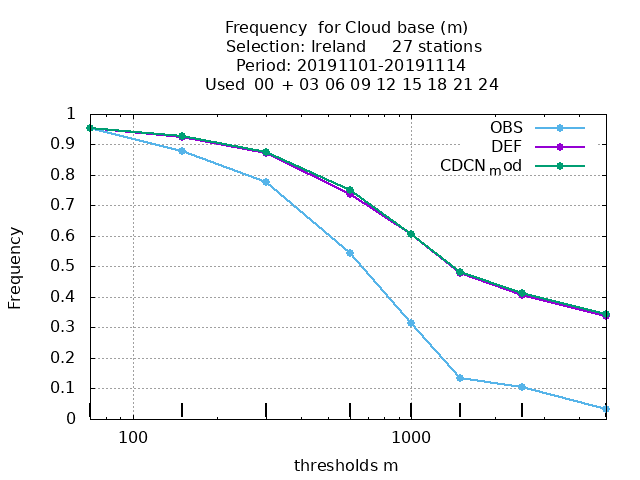 Frequency  for Cloud base (m)
Selection: Ireland     27 stations
Period: 20191101-20191114
Used 00 + 03 06 09 12 15 18 21 24
1
0.9
0.8
0.7
0.6
0.5
0.4
0.3
0.2
0.1
0
Frequency
OBS
DEF
CDCNmod
100
1000
thresholds m